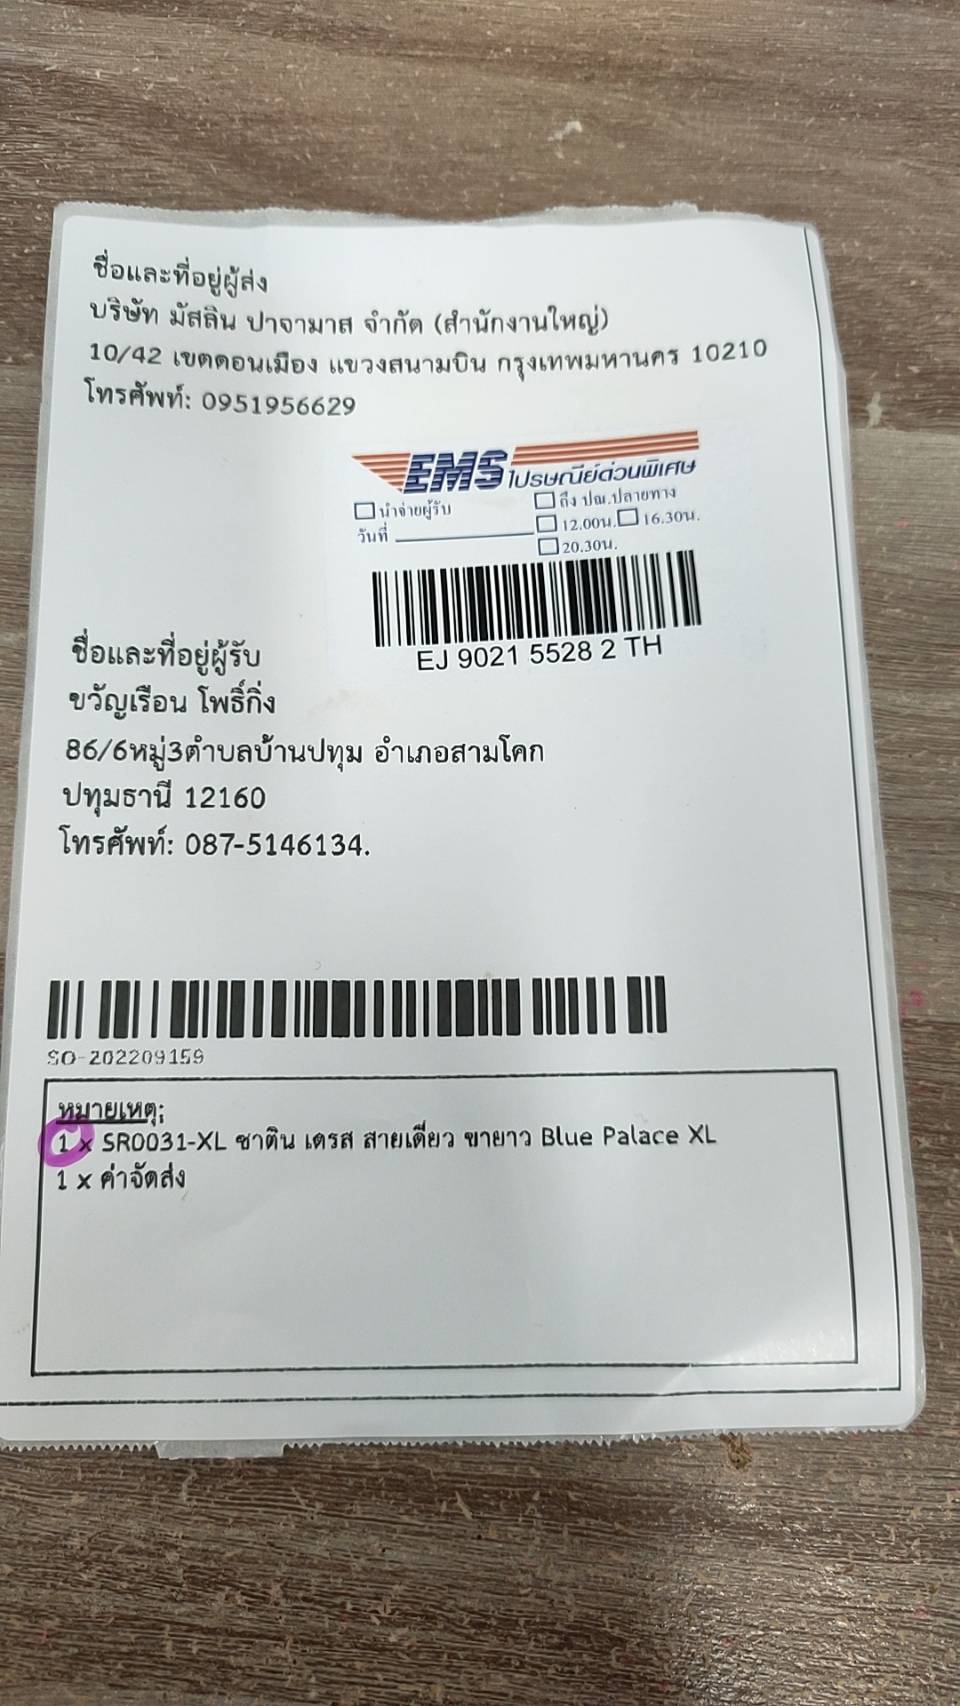 ชื่อและที่อยู่ผู้ส่ง
บริษัท มัสลิน ปาจามาส จำกัด (สำนักงานใหญ่)
10/42 เขตดอนเมือง แขวงสนามบิน กรุงเทพมหานคร 10210
โทรศัพท์: 0951956629
EMS ไปรษณีย์ด่วนพิเศษ
นำจ่ายผู้รับ
ถึง ปณ.ปลายทาง
วันที่
12.00น. 16.30น.
20.30น.
EJ 9021 5528 2 TH
ชื่อและที่อยู่ผู้รับ
ขวัญเรือน โพธิ์กิ่ง
86/6หมู่3ตำบลบ้านปทุม อำเภอสามโคก
ปทุมธานี 12160
โทรศัพท์: 087-5146134.
SO-202209159
หมายเหตุ;
1 x SR0031-XL ซาติน เดรส สายเดี่ยว ขายาว Blue Palace XL
1 x ค่าจัดส่ง